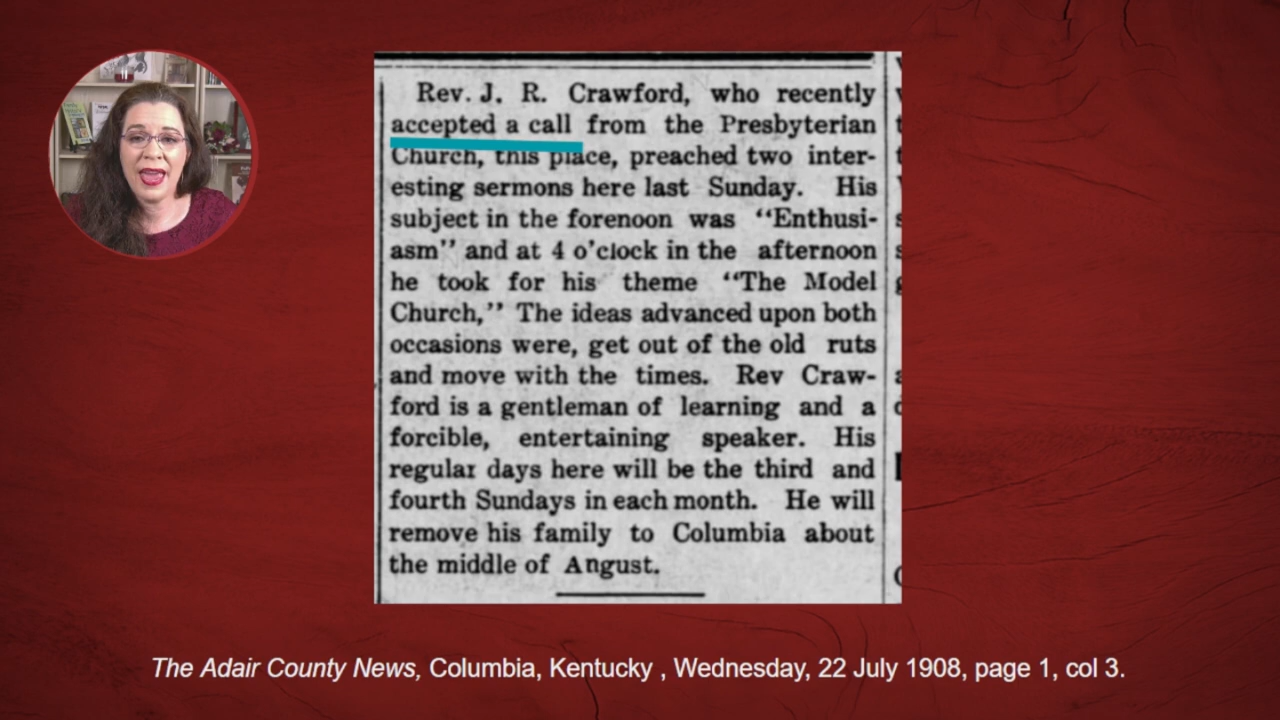 Rev. J. R. Crawford, who recently
accepted a call from the Presbyterian
Church, this place, preached two inter-
esting sermons here last Sunday. His
subject in the forenoon was “Enthusi-
asm” and at 4 o’clock in the afternoon
he took for his theme “The Model
Church,” The ideas advanced upon both
occasions were, get out of the old ruts
and move with the times. Rev Craw-
ford is a gentleman of learning and a
forcible, entertaining speaker. His
regular days here will be the third and
fourth Sundays in each month. He will
remove his family to Columbia about
the middle of Angust.
The Adair County News, Columbia, Kentucky , Wednesday, 22 July 1908, page 1, col 3.